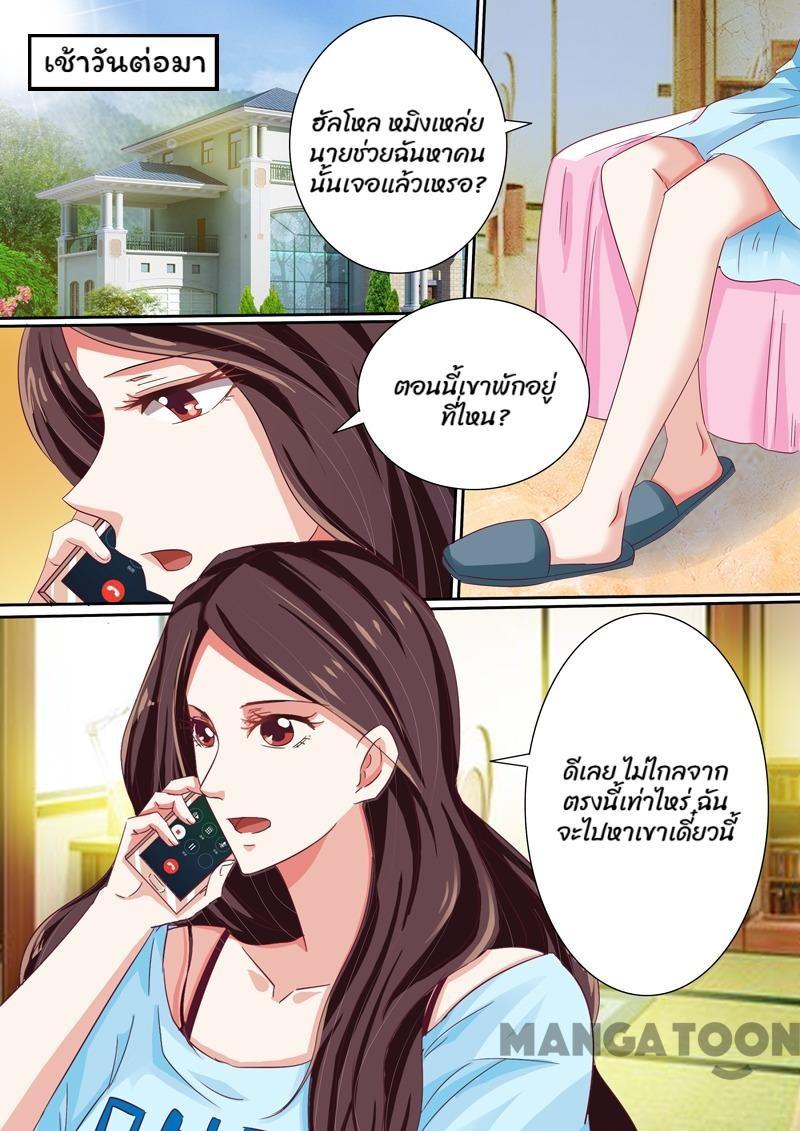 เช้าวันต่อมา
ฮัลโหล หมิงเหล่ย
นายช่วยฉันหาคน
นั้นเจอแล้วเหรอ?
ตอนนี้เขาพักอยู่
ที่ไหน?
ดีเลย ไม่ไกลจาก
ตรงนี้เท่าไหร่ ฉัน
จะไปหาเขาเดี๋ยวนี้
MANGATOON